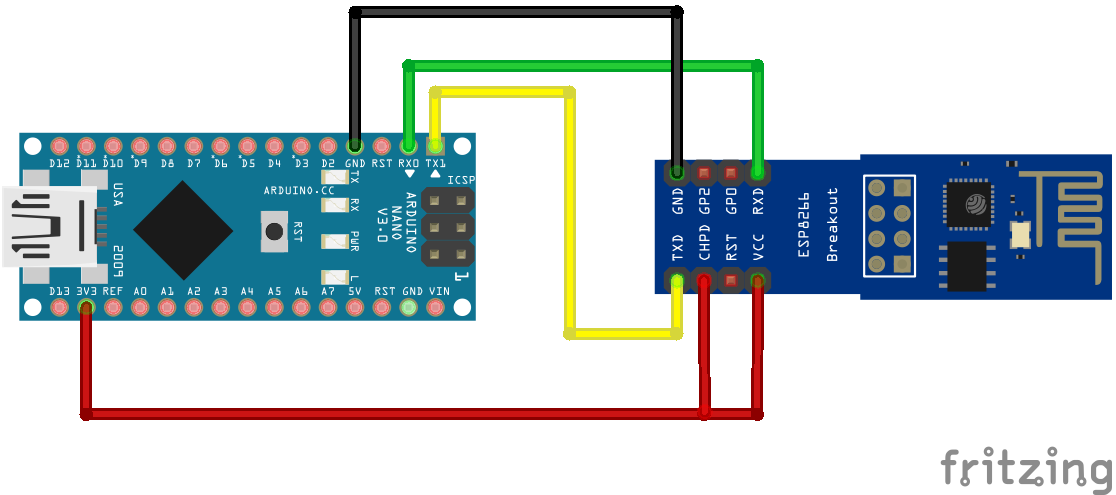 D12 D11 D10 D9 D8 D7 D6 D5 D4 D3 D2 GND RST RX0 TX1
ICSP
ARDUINO.CC
TX
RX
PWR
L
RST
ARDUINO
NANO
V3.0
1
USA
2009
D13 3V3 REF A0 A1 A2 A3 A4 A5 A6 A7 5V RST GND VIN
GND GP2 GP0 RXD
TXD CHPD RST VCC
ESP8266
Breakout
fritzing